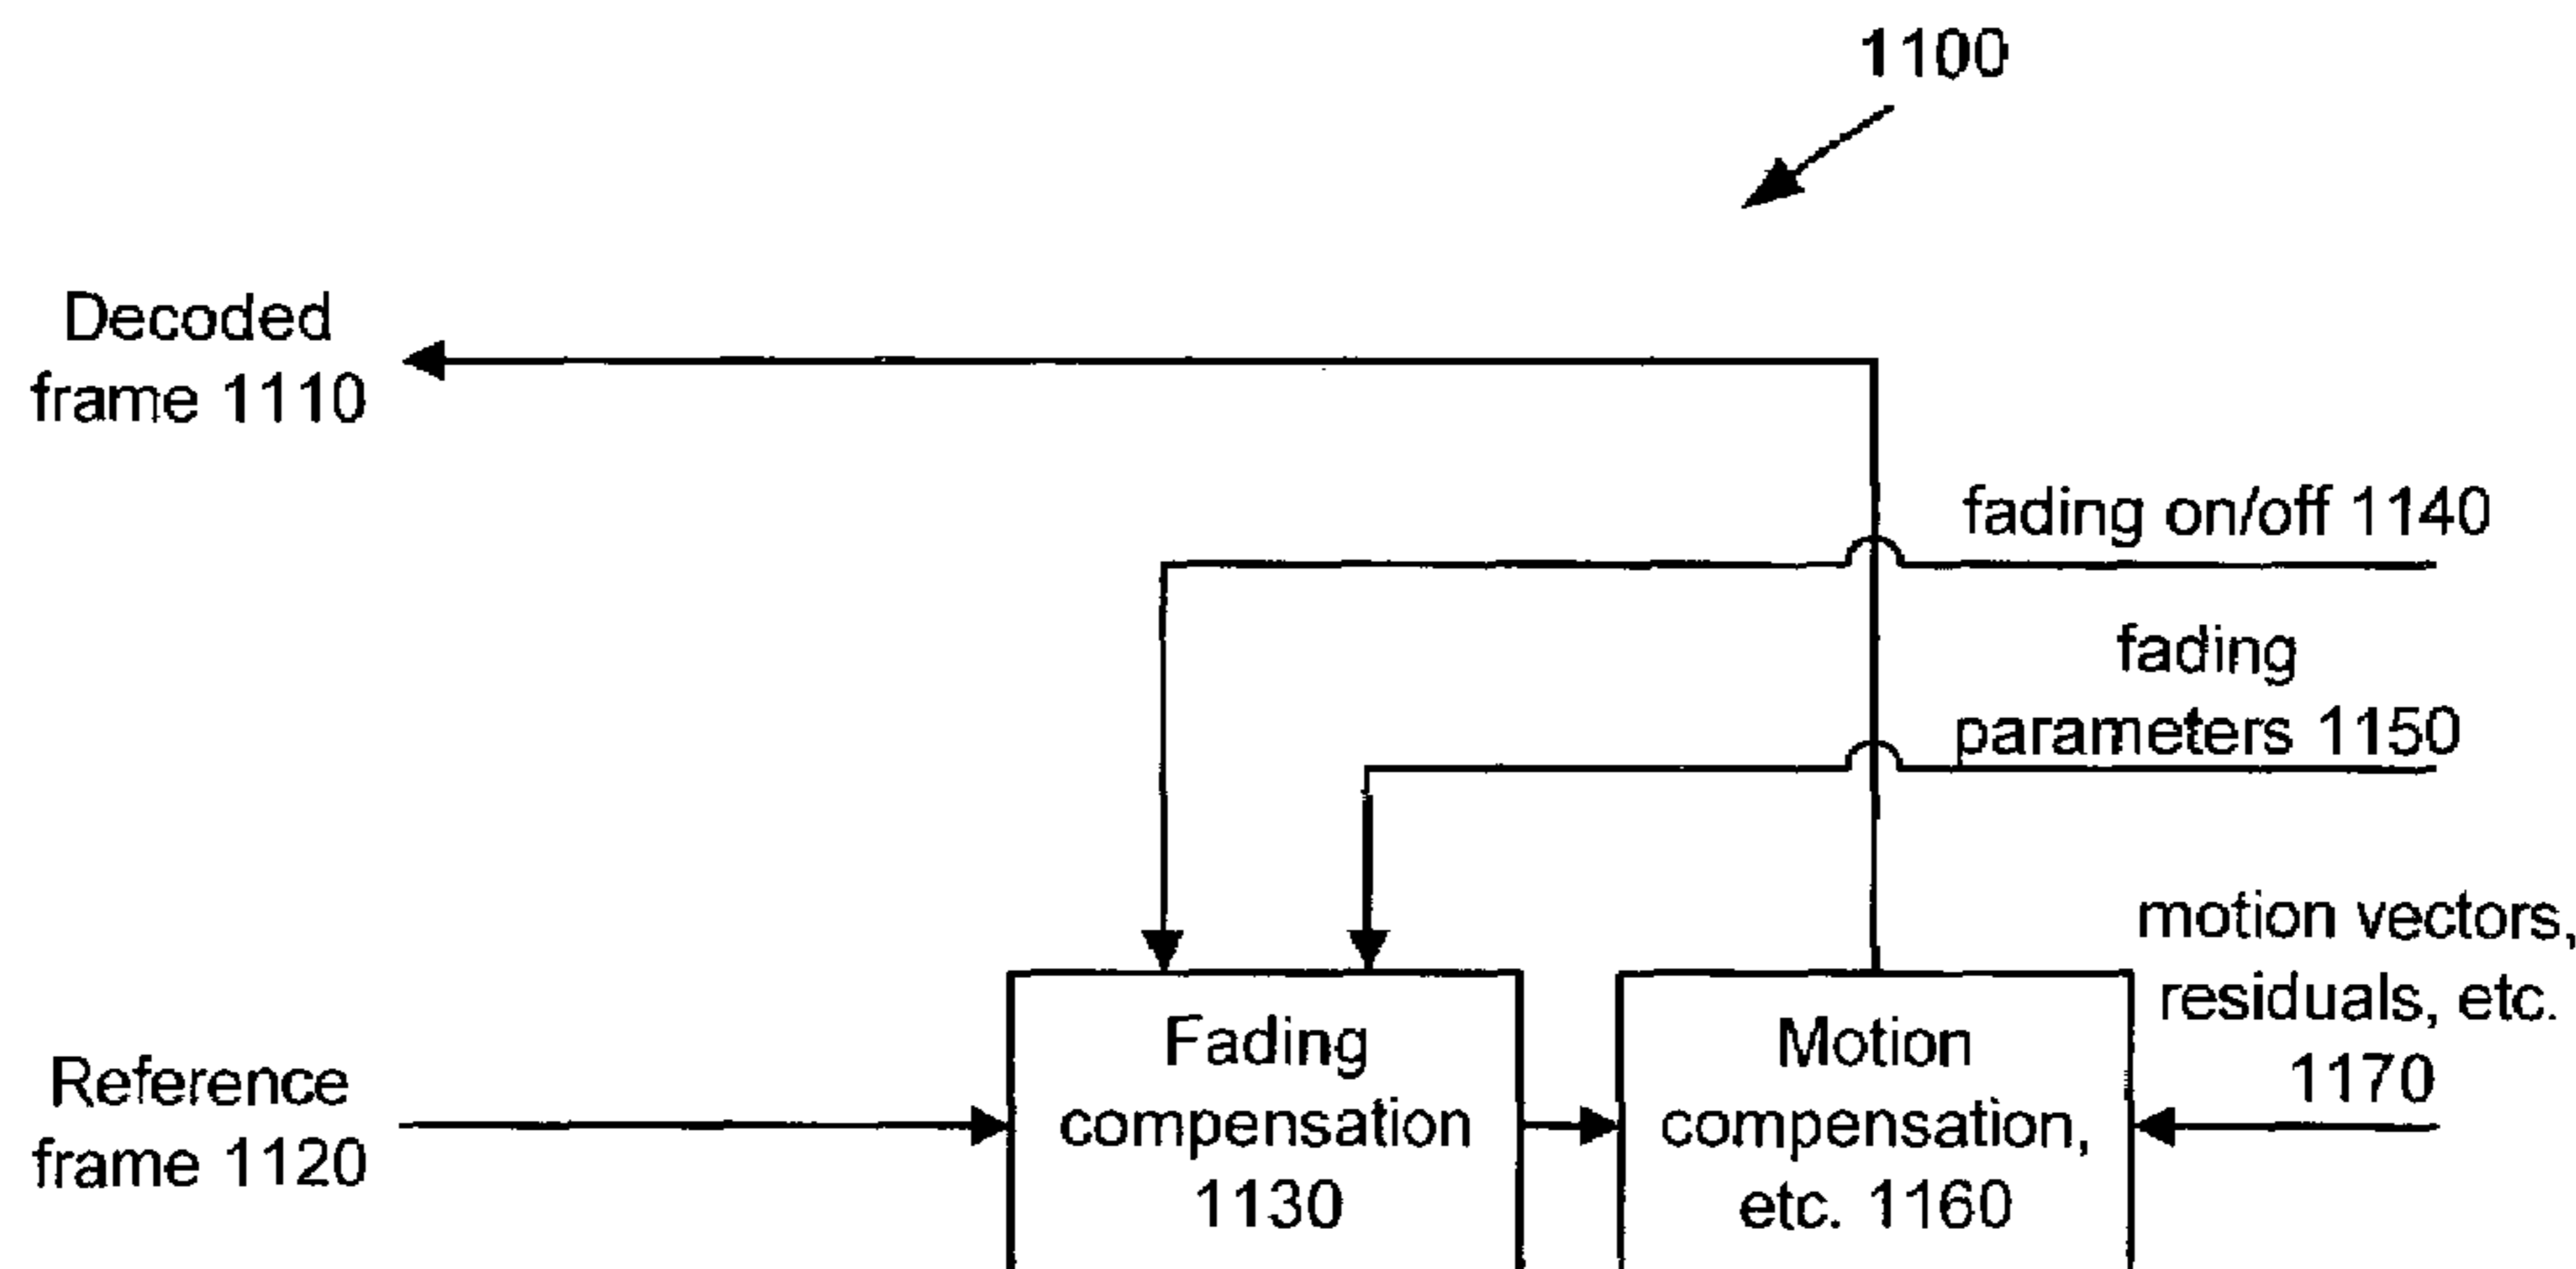 1100
Decoded
frame 1110
fading on/off 1140
fading
parameters 1150
motion vectors,
residuals, etc.
1170
Reference
frame 1120
Fading
compensation
1130
Motion
compensation,
etc. 1160